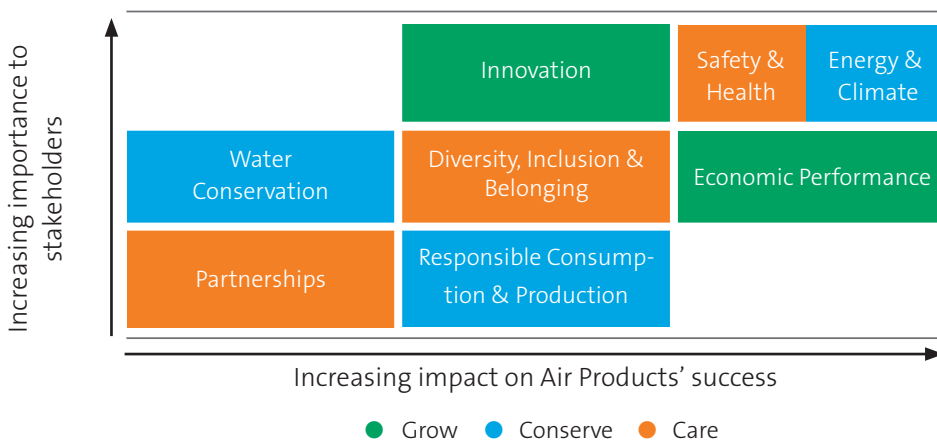 Increasing importance to
stakeholders
Innovation
Safety &
Health
Energy &
Climate
Water
Conservation
Diversity, Inclusion &
Belonging
Economic Performance
Partnerships
Responsible Consump-
tion & Production
Increasing impact on Air Products’ success
Grow
Conserve
Care